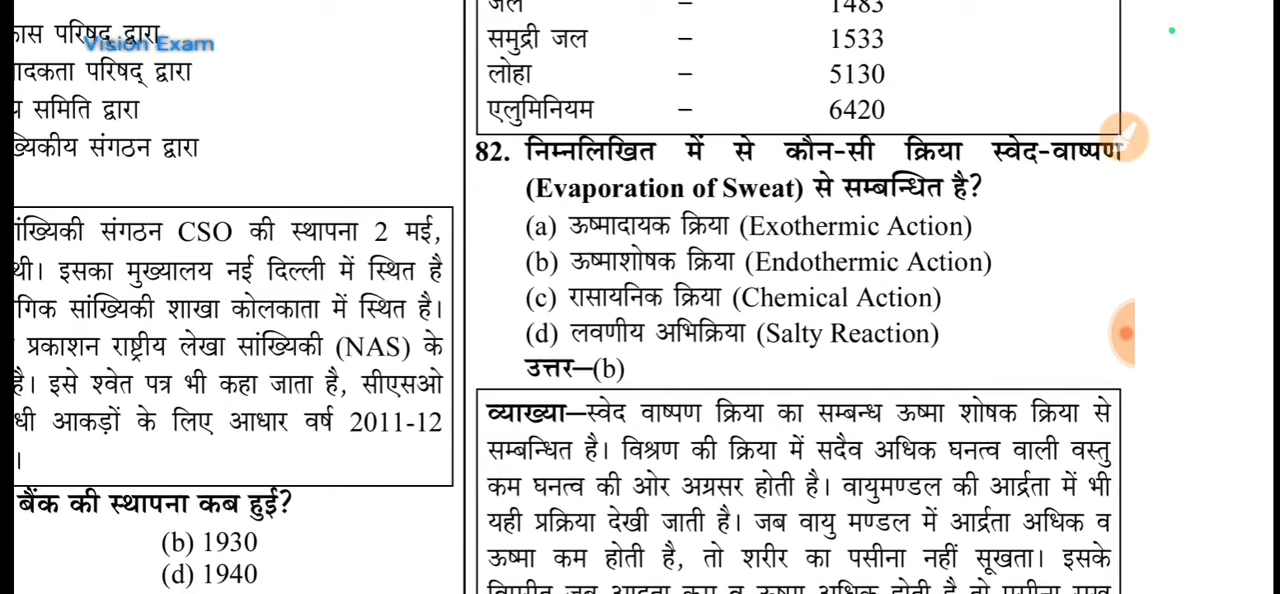 परिषद् द्वारा
Vision Exam
परिषद् द्वारा
समिति द्वारा
संगठन द्वारा
संगठन CSO की स्थापना 2 मई,
थी। इसका मुख्यालय नई दिल्ली में स्थित है
सांख्यिकी शाखा कोलकाता में स्थित है।
प्रकाशन राष्ट्रीय लेखा सांख्यिकी (NAS) के
है। इसे श्वेत पत्र भी कहा जाता है, सीएसओ
आकड़ों के लिए आधार वर्ष 2011-12
।
बैंक की स्थापना कब हुई?
(b) 1930
(d) 1940
जल – 1483
समुद्री जल – 1533
लोहा – 5130
एलुमिनियम – 6420
82. निम्नलिखित में से कौन-सी क्रिया स्वेद-वाष्पण
(Evaporation of Sweat) से सम्बन्धित है?
(a) ऊष्मादायक क्रिया (Exothermic Action)
(b) ऊष्माशोषक क्रिया (Endothermic Action)
(c) रासायनिक क्रिया (Chemical Action)
(d) लवणीय अभिक्रिया (Salty Reaction)
उत्तर–(b)
व्याख्या–स्वेद वाष्पण क्रिया का सम्बन्ध ऊष्मा शोषक क्रिया से
सम्बन्धित है। विश्रण की क्रिया में सदैव अधिक घनत्व वाली वस्तु
कम घनत्व की ओर अग्रसर होती है। वायुमण्डल की आर्द्रता में भी
यही प्रक्रिया देखी जाती है। जब वायु मण्डल में आर्द्रता अधिक व
ऊष्मा कम होती है, तो शरीर का पसीना नहीं सूखता। इसके